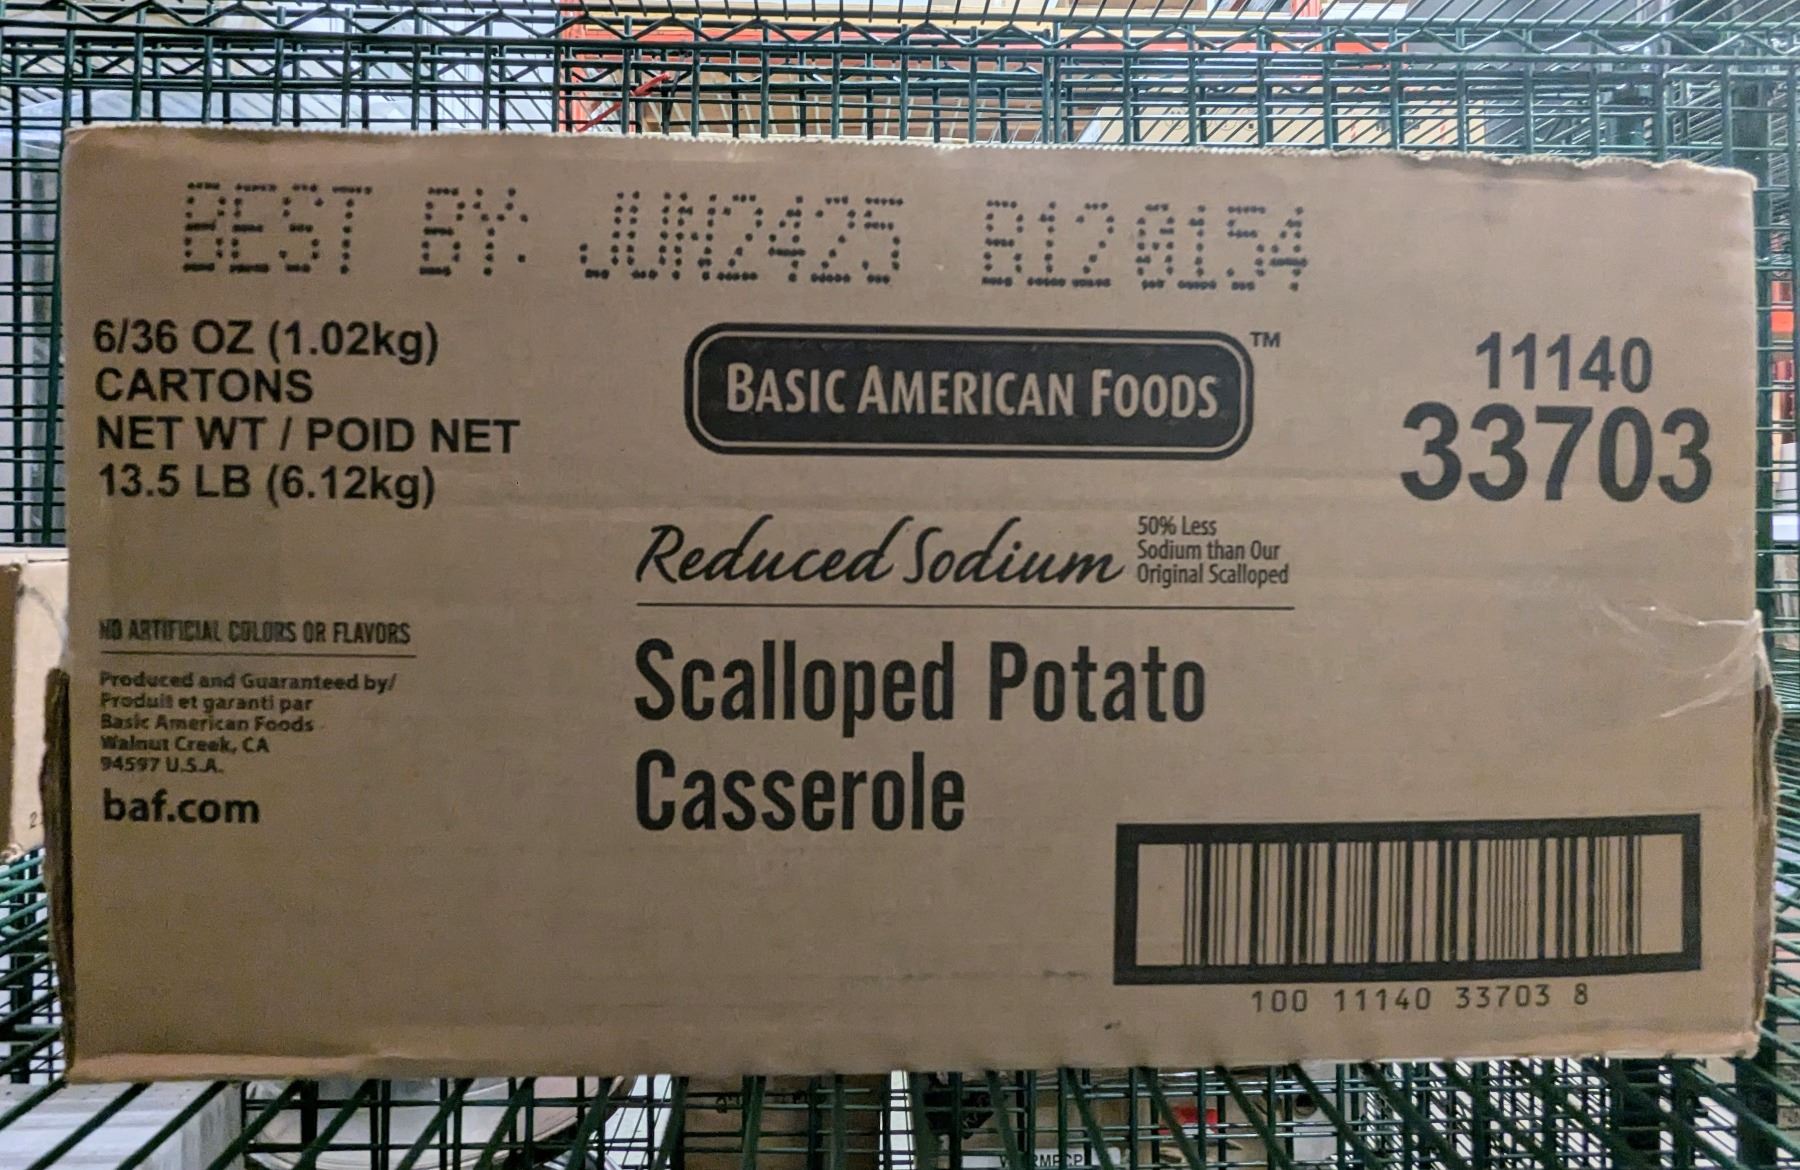 BEST BY: JUN2425 B120154
6/36 OZ (1.02kg)
CARTONS
NET WT / POID NET
13.5 LB (6.12kg)
BASIC AMERICAN FOODS TM
11140
33703
Reduced Sodium
50% Less
Sodium than Our
Original Scalloped
NO ARTIFICIAL COLORS OR FLAVORS
Produced and Guaranteed by/
Produit et garanti par
Basic American Foods
Walnut Creek, CA
94597 U.S.A.
baf.com
Scalloped Potato
Casserole
100 11140 33703 8